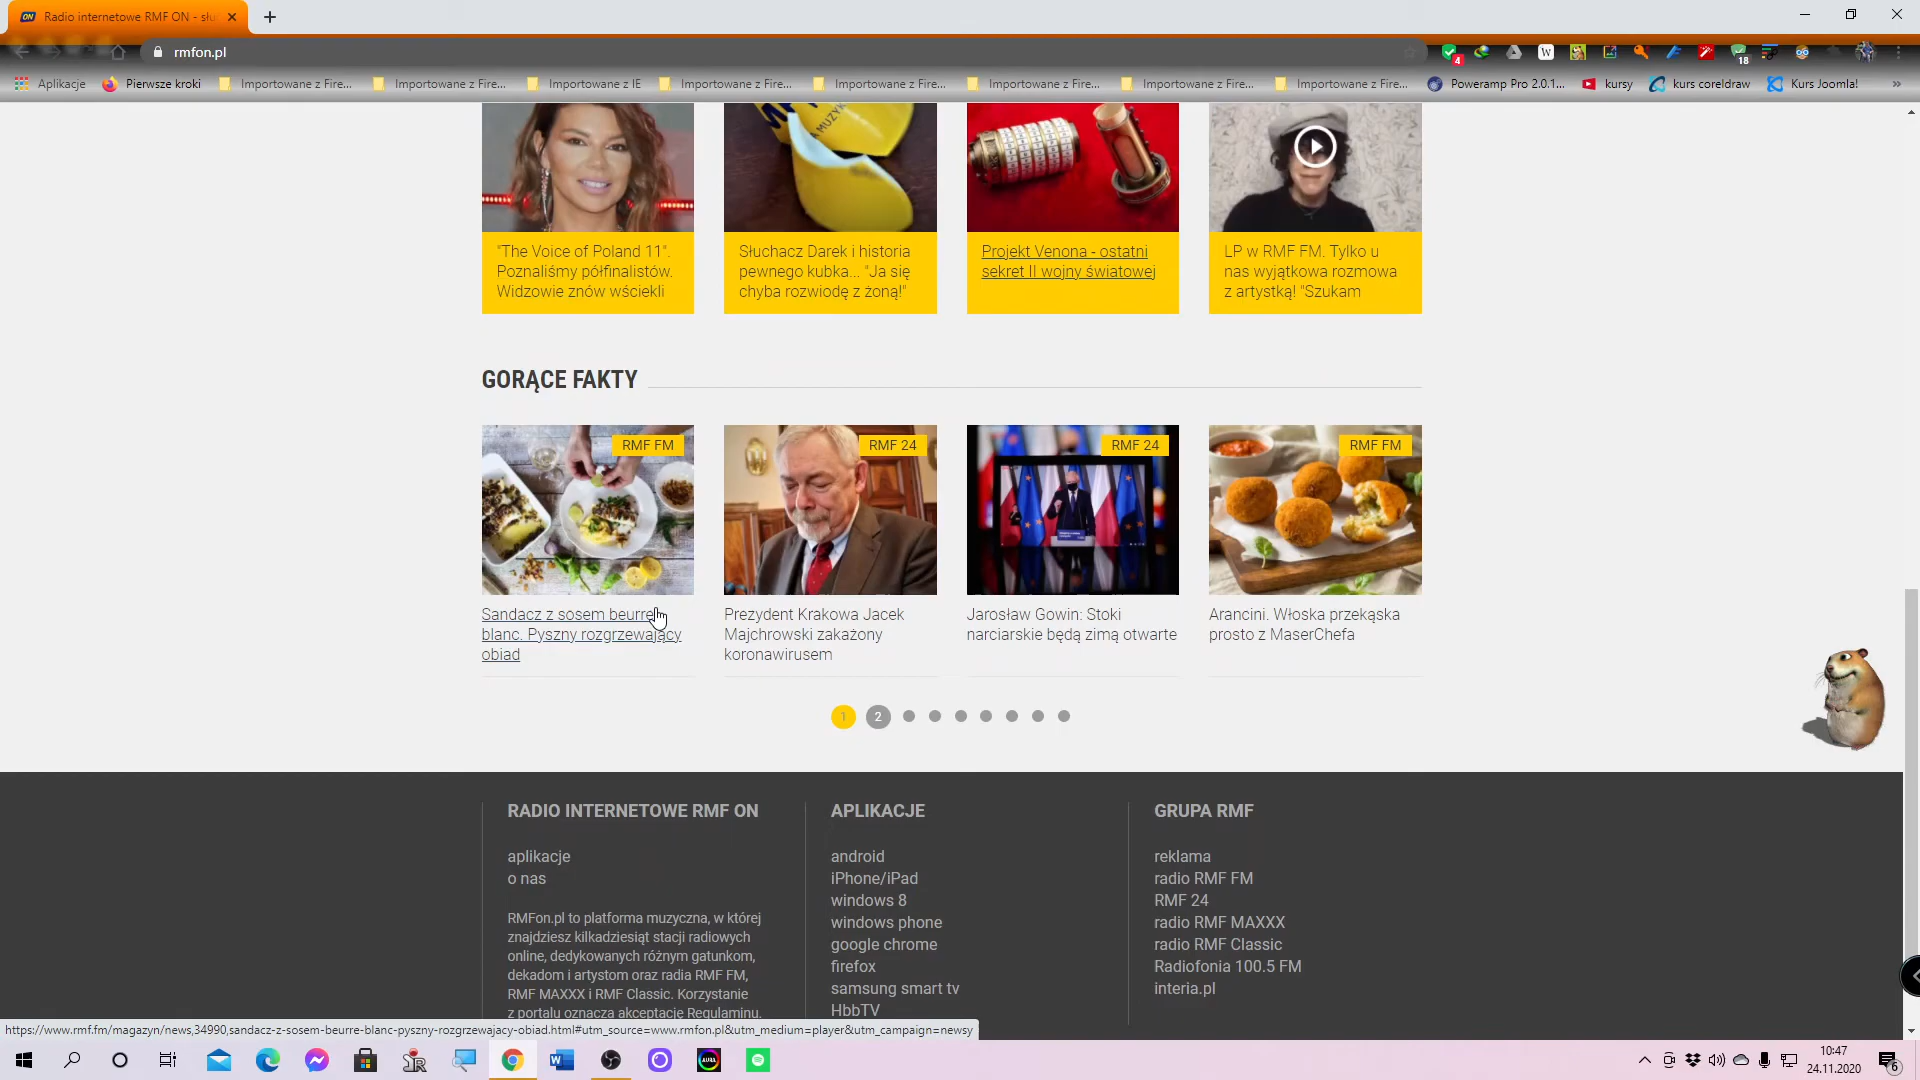 Radio internetowe RMF ON - słu
rmfon.pl
4
18
Aplikacje
Pierwsze kroki
Importowane z Fire...
Importowane z Fire...
Importowane z IE
Importowane z Fire...
Importowane z Fire...
Importowane z Fire...
Importowane z Fire...
Importowane z Fire...
Poweramp Pro 2.0.1...
kursy
kurs coreldraw
Kurs Joomla!
»
"The Voice of Poland 11".
Poznaliśmy półfinalistów.
Widzowie znów wściekli
Słuchacz Darek i historia
pewnego kubka... "Ja się
chyba rozwiodę z żoną!"
Projekt Venona - ostatni
sekret II wojny światowej
LP w RMF FM. Tylko u
nas wyjątkowa rozmowa
z artystką! "Szukam
GORĄCE FAKTY
RMF FM
Sandacz z sosem beurre
blanc. Pyszny rozgrzewający
obiad
RMF 24
Prezydent Krakowa Jacek
Majchrowski zakażony
koronawirusem
RMF 24
Jarosław Gowin: Stoki
narciarskie będą zimą otwarte
RMF FM
Arancini. Włoska przekąska
prosto z MaserChefa
1
2
RADIO INTERNETOWE RMF ON
aplikacje
o nas
RMFon.pl to platforma muzyczna, w której
znajdziesz kilkadziesiąt stacji radiowych
online, dedykowanych różnym gatunkom,
dekadom i artystom oraz radia RMF FM,
RMF MAXXX i RMF Classic. Korzystanie
z portalu oznacza akceptację Regulaminu.
APLIKACJE
android
iPhone/iPad
windows 8
windows phone
google chrome
firefox
samsung smart tv
HbbTV
GRUPA RMF
reklama
radio RMF FM
RMF 24
radio RMF MAXXX
radio RMF Classic
Radiofonia 100.5 FM
interia.pl
https://www.rmf.fm/magazyn/news,34990,sandacz-z-sosem-beurre-blanc-pyszny-rozgrzewajacy-obiad.html#utm_source=www.rmfon.pl&utm_medium=player&utm_campaign=newsy
10:47
24.11.2020
6